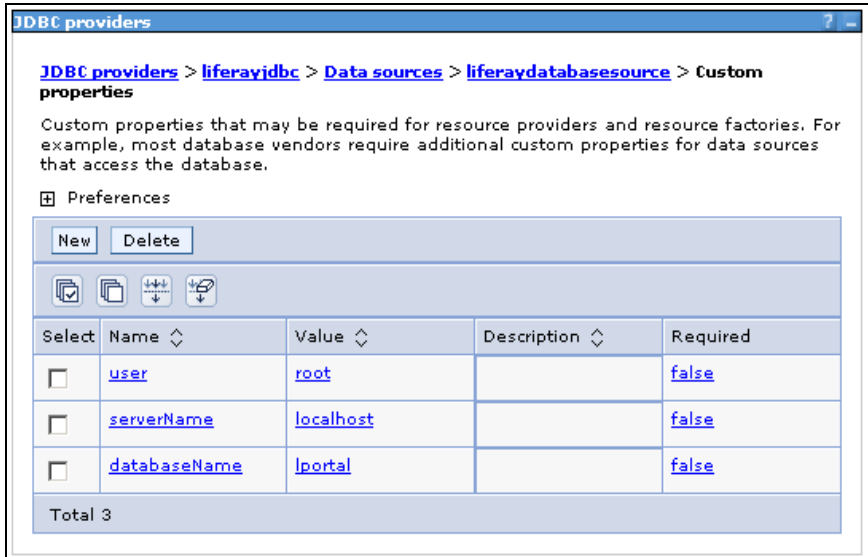 JDBC providers ? –
JDBC providers > liferayjdbc > Data sources > liferaydatabasesource > Custom
properties
Custom properties that may be required for resource providers and resource factories. For
example, most database vendors require additional custom properties for data sources
that access the database.
Preferences
New Delete
Select Name Value Description Required
user root false
serverName localhost false
databaseName lportal false
Total 3